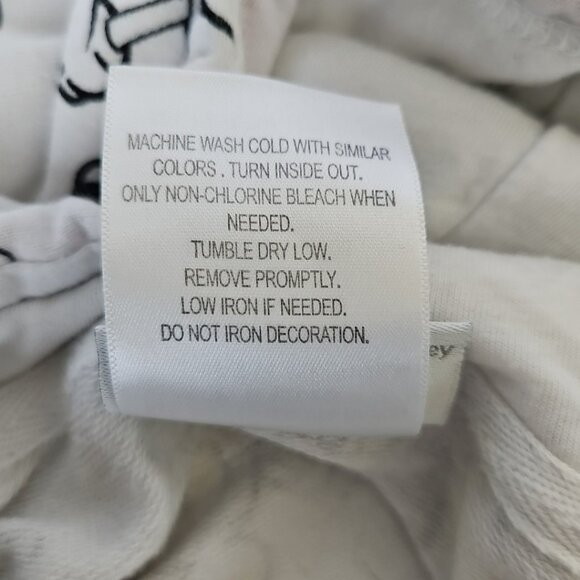 MACHINE WASH COLD WITH SIMILAR
COLORS . TURN INSIDE OUT.
ONLY NON-CHLORINE BLEACH WHEN
NEEDED.
TUMBLE DRY LOW.
REMOVE PROMPTLY.
LOW IRON IF NEEDED.
DO NOT IRON DECORATION.
ey